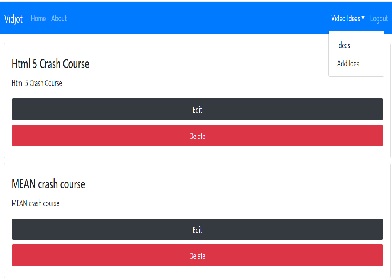 Vidjot Home About Video Ideas Logout
Ideas
Add Idea
Html 5 Crash Course
Html 5 Crash Course
Edit
Delete
MEAN crash course
MEAN crash course
Edit
Delete